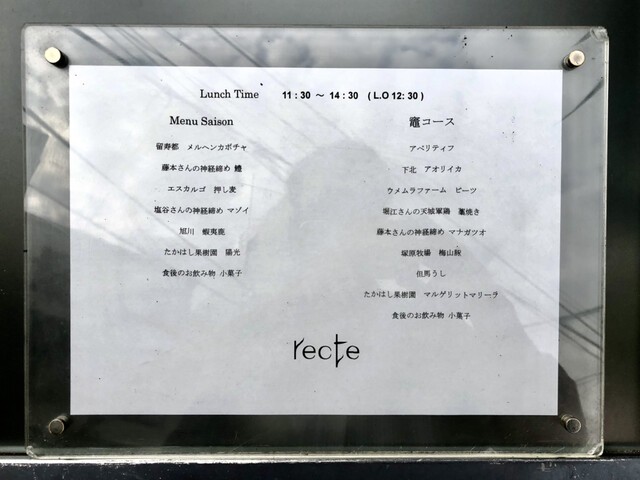 Lunch Time 11:30 ～ 14:30 (L.O 12:30)
Menu Saison
留寿都 メルヘンカボチャ
藤本さんの神経締め 鰆
エスカルゴ 押し麦
塩谷さんの神経締め マゾイ
旭川 蝦夷鹿
たかはし果樹園 陽光
食後のお飲み物 小菓子
竈コース
アペリティフ
下北 アオリイカ
ウメムラファーム ビーツ
堀江さんの天城軍鶏 藁焼き
藤本さんの神経締め マナガツオ
塚原牧場 梅山豚
但馬うし
たかはし果樹園 マルゲリットマリーラ
食後のお飲み物 小菓子
recte